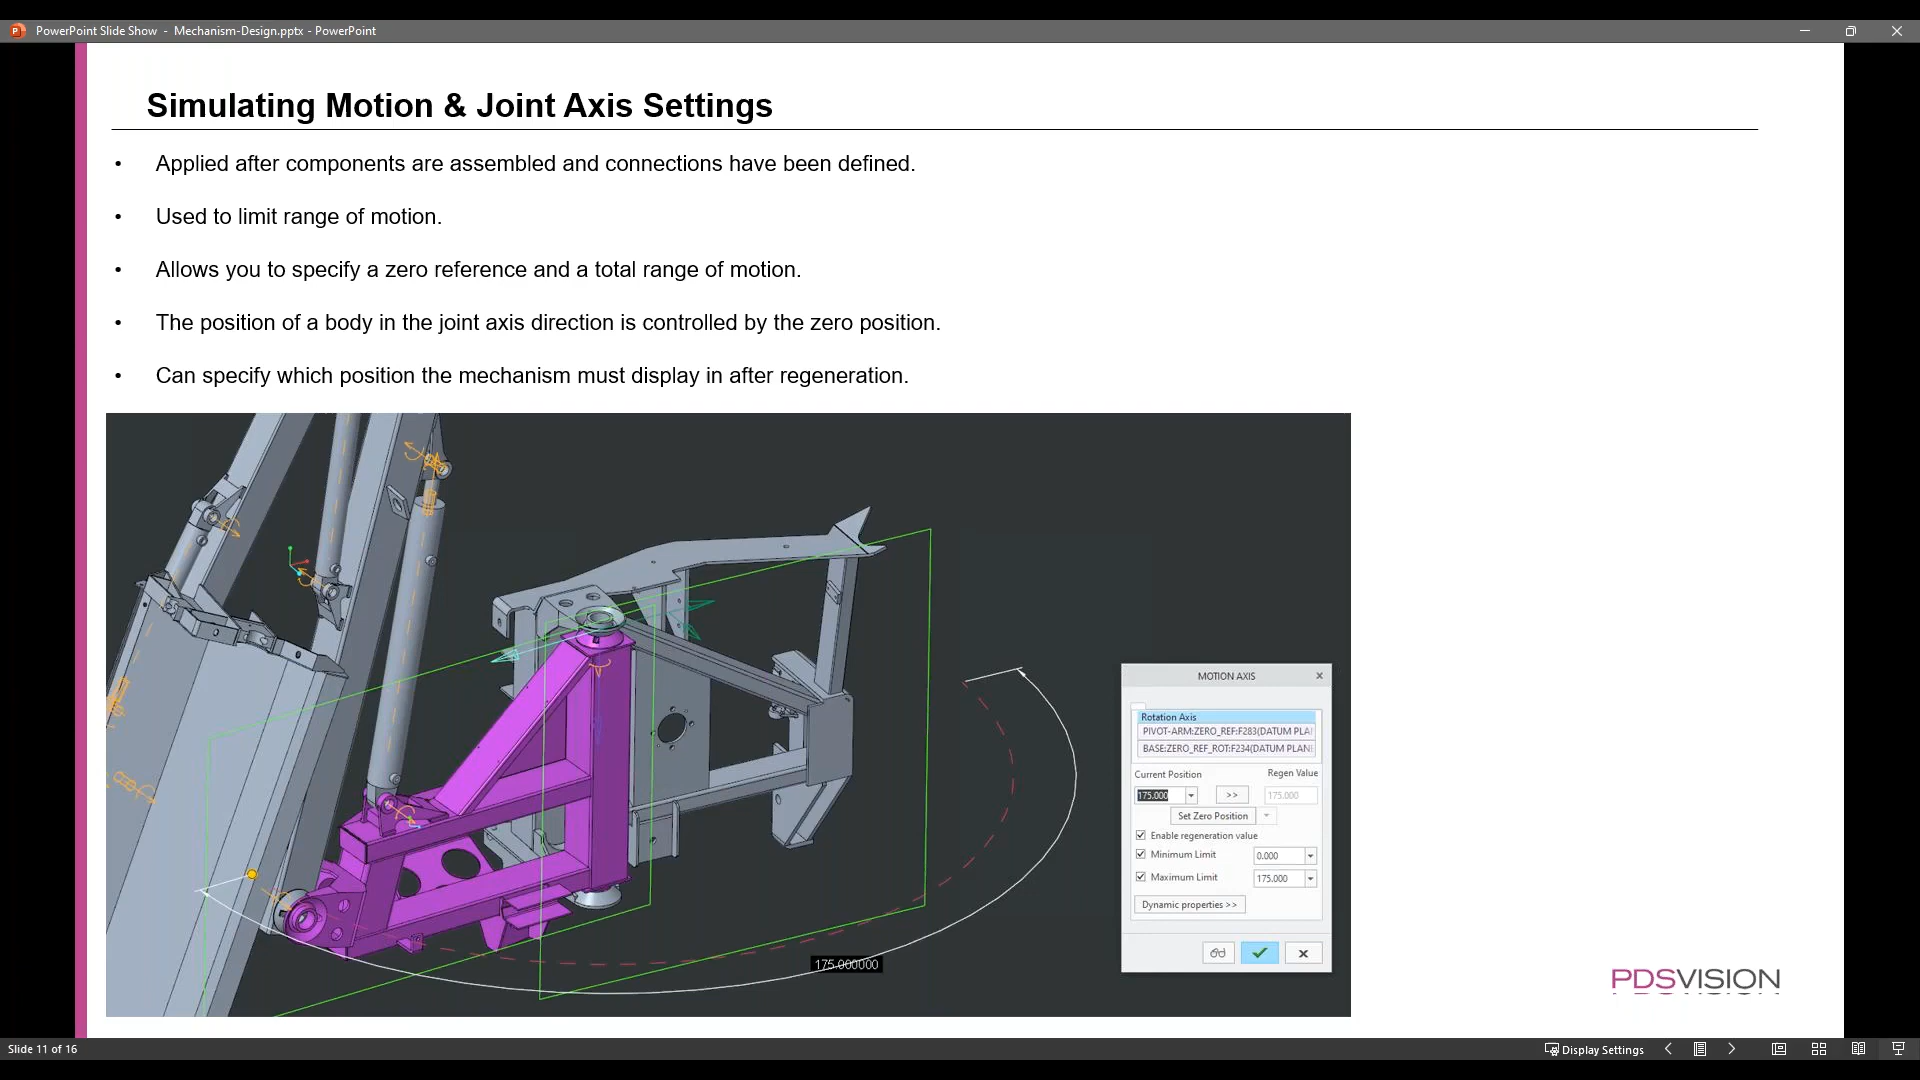 PowerPoint Slide Show - Mechanism-Design.pptx - PowerPoint
Simulating Motion & Joint Axis Settings
• Applied after components are assembled and connections have been defined.
• Used to limit range of motion.
• Allows you to specify a zero reference and a total range of motion.
• The position of a body in the joint axis direction is controlled by the zero position.
• Can specify which position the mechanism must display in after regeneration.
175.000000
MOTION AXIS
Rotation Axis
PIVOT-ARM:ZERO_REF:F283(DATUM PLA
BASE:ZERO_REF_ROT:F234(DATUM PLAN
Current Position Regen Value
175.000 >> 175.000
Set Zero Position
Enable regeneration value
Minimum Limit 0.000
Maximum Limit 175.000
Dynamic properties >>
PDSVISION
Slide 11 of 16 Display Settings